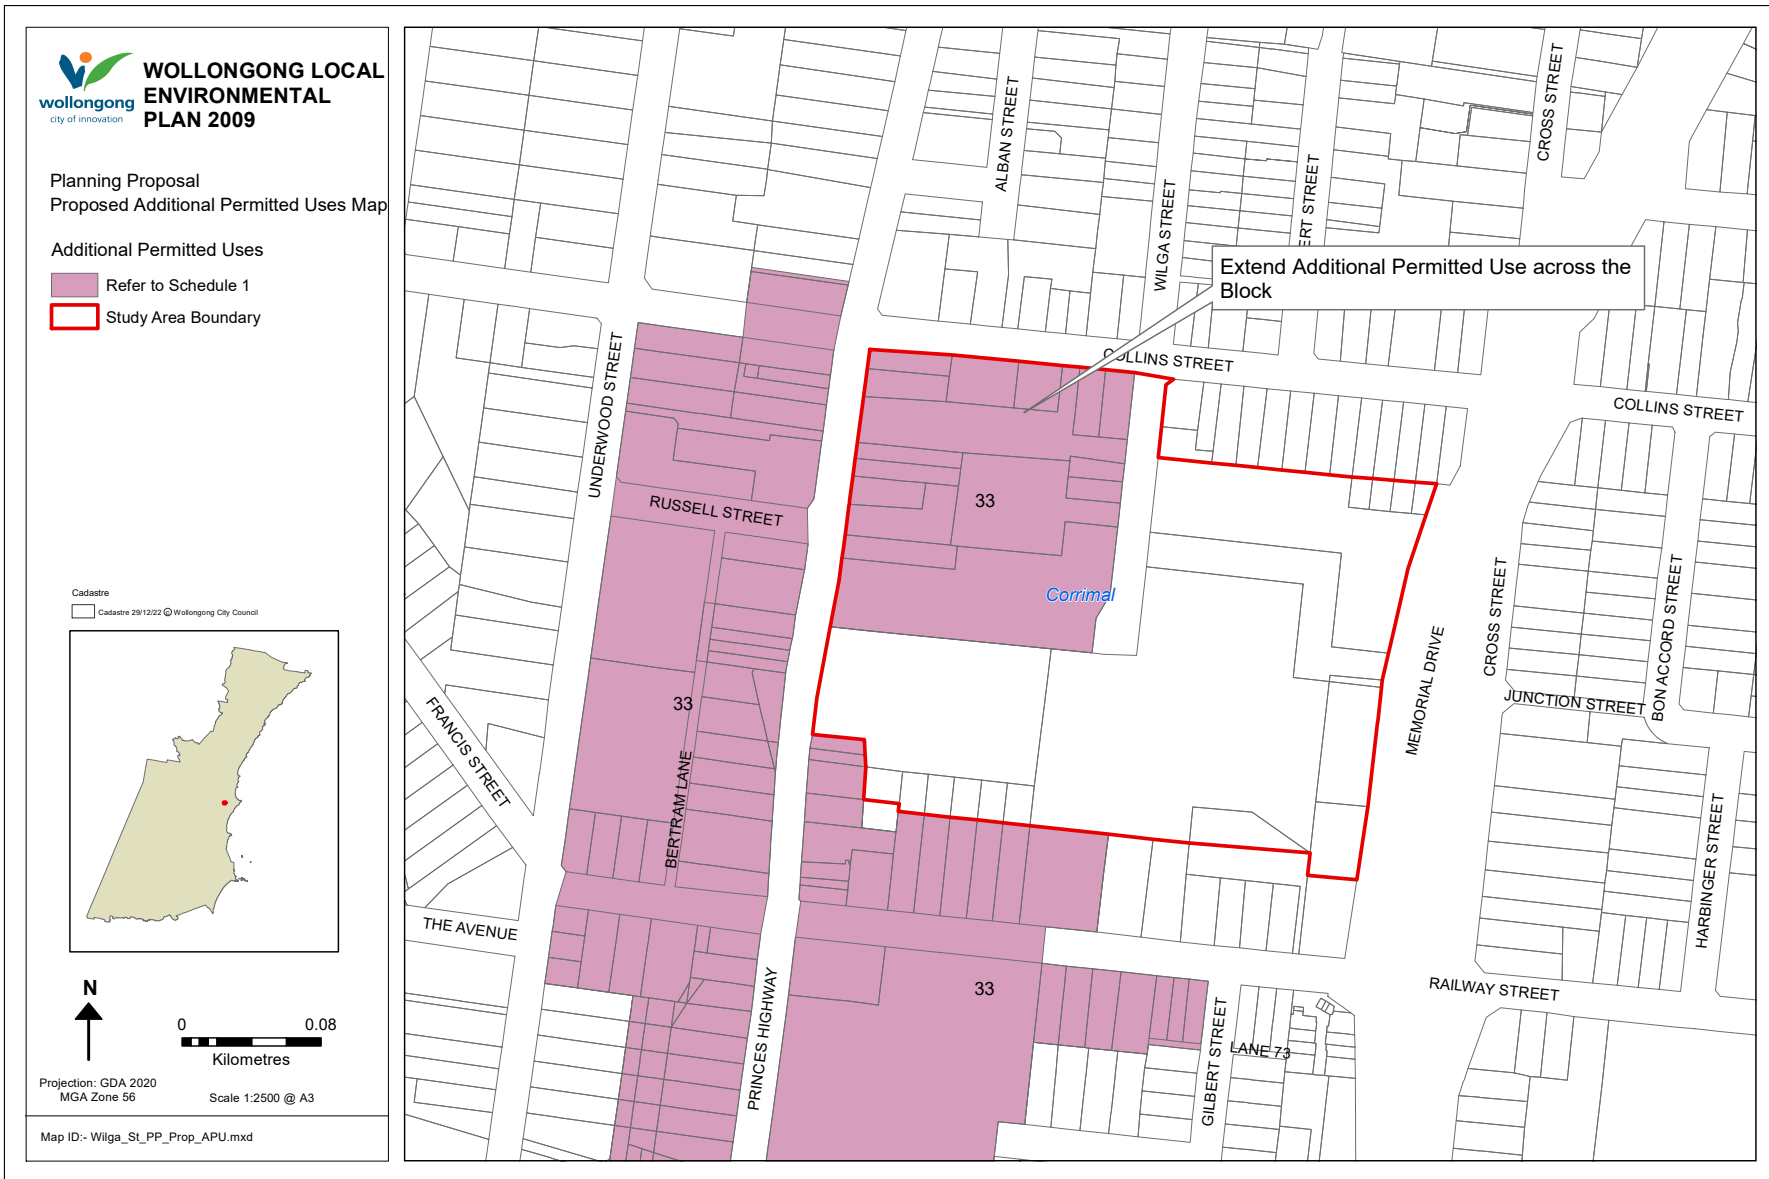 wollongong
city of innovation
WOLLONGONG LOCAL
ENVIRONMENTAL
PLAN 2009
Planning Proposal
Proposed Additional Permitted Uses Map
Additional Permitted Uses
Refer to Schedule 1
Study Area Boundary
Cadastre
Cadastre 29/12/22 © Wollongong City Council
N
0 0.08
Kilometres
Projection: GDA 2020
MGA Zone 56
Scale 1:2500 @ A3
Map ID:- Wilga_St_PP_Prop_APU.mxd
CROSS STREET
ALBAN STREET
WILGA STREET
ERT STREET
Extend Additional Permitted Use across the
Block
COLLINS STREET
COLLINS STREET
UNDERWOOD STREET
RUSSELL STREET
33
Corrimal
CROSS STREET
BON ACCORD STREET
MEMORIAL DRIVE
JUNCTION STREET
33
FRANCIS STREET
BERTRAM LANE
HARBINGER STREET
THE AVENUE
PRINCES HIGHWAY
33
RAILWAY STREET
GILBERT STREET
LANE 73